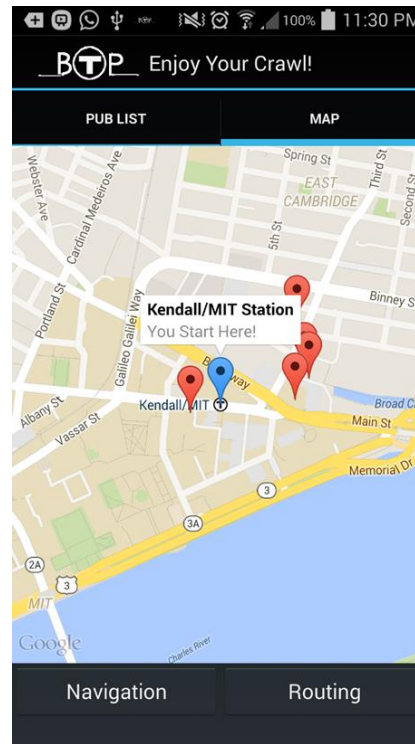 100% 11:30 PM
BTP Enjoy Your Crawl!
PUB LIST MAP
Webster Ave
Cardinal Medeiros Ave
Spring St
EAST
CAMBRIDGE
Third St
Second S
5th St
Portland St
Galileo Galilei Way
Binney S
Kendall/MIT Station
You Start Here!
Kendall/MIT
Albany St
Vassar St
Broad Ca
Main St
Memorial Dr
3
3A
2A
3
MIT
Google
Charles River
Navigation Routing